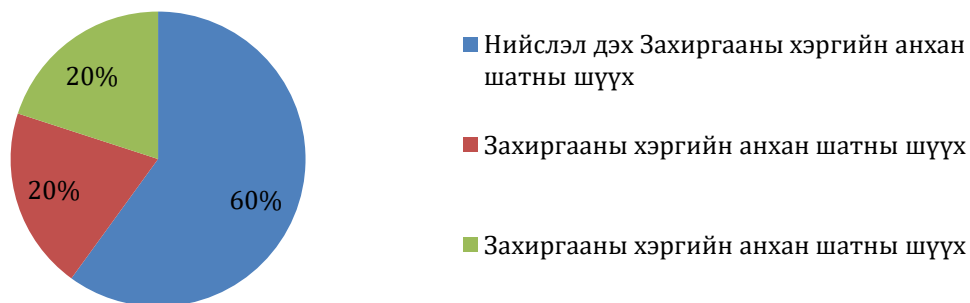 20%
20%
60%
Нийслэл дэх Захиргааны хэргийн анхан
шатны шүүх
Захиргааны хэргийн анхан шатны шүүх
Захиргааны хэргийн анхан шатны шүүх